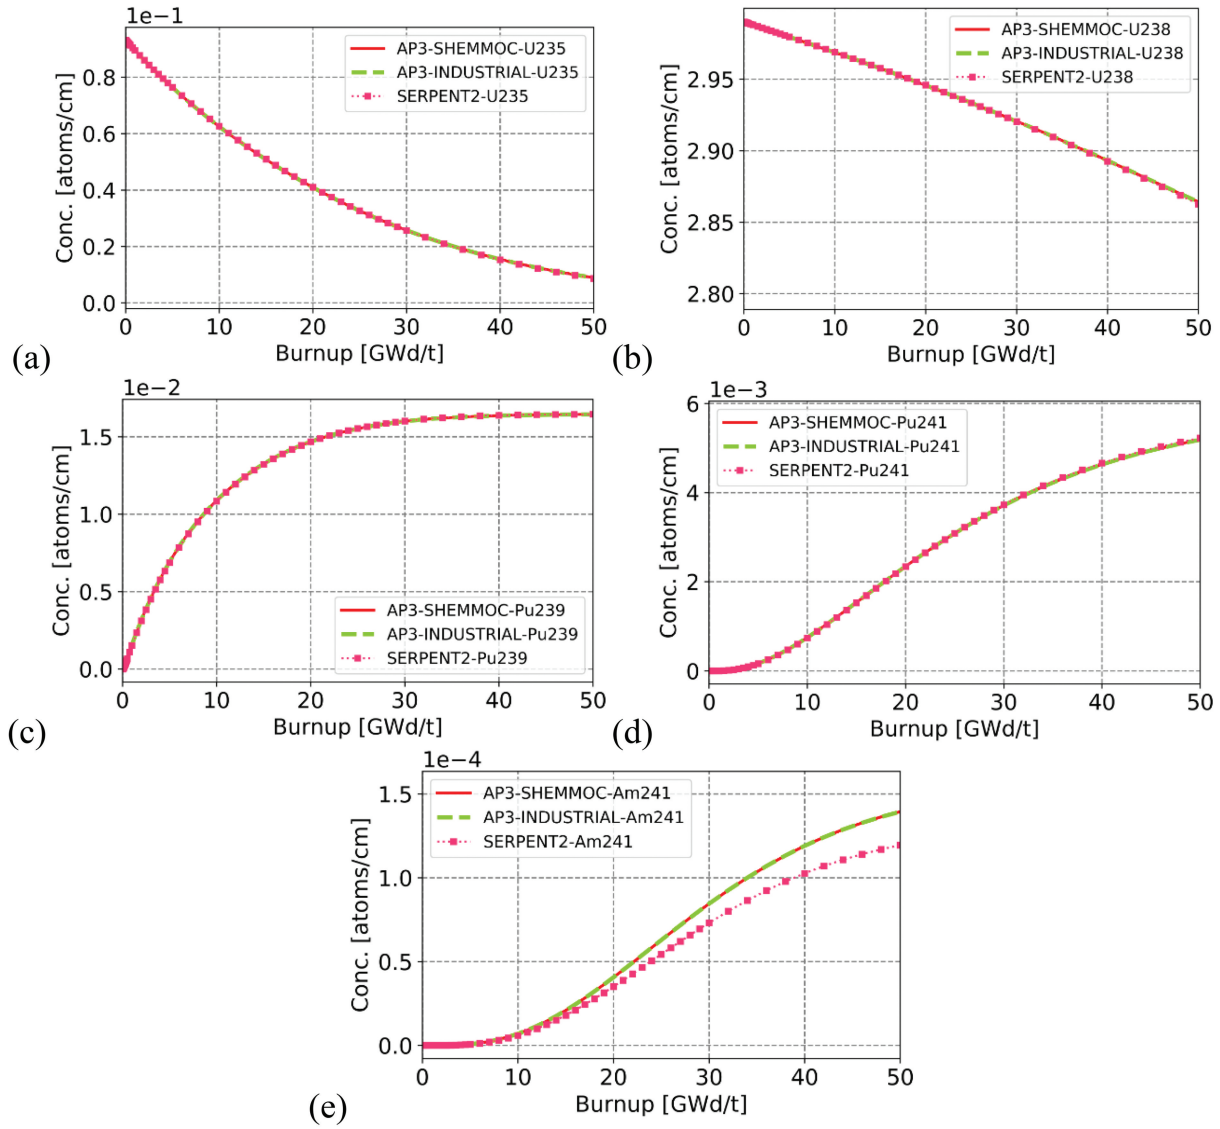 1e−1
AP3-SHEMMOC-U235
AP3-INDUSTRIAL-U235
SERPENT2-U235
Conc. [atoms/cm]
0.8
0.6
0.4
0.2
0.0
0 10 20 30 40 50
Burnup [GWd/t]
(a)
AP3-SHEMMOC-U238
AP3-INDUSTRIAL-U238
SERPENT2-U238
Conc. [atoms/cm]
2.95
2.90
2.85
2.80
0 10 20 30 40 50
Burnup [GWd/t]
(b)
1e−2
Conc. [atoms/cm]
1.5
1.0
0.5
0.0
AP3-SHEMMOC-Pu239
AP3-INDUSTRIAL-Pu239
SERPENT2-Pu239
0 10 20 30 40 50
Burnup [GWd/t]
(c)
1e−3
AP3-SHEMMOC-Pu241
AP3-INDUSTRIAL-Pu241
SERPENT2-Pu241
Conc. [atoms/cm]
6
4
2
0
0 10 20 30 40 50
Burnup [GWd/t]
(d)
1e−4
AP3-SHEMMOC-Am241
AP3-INDUSTRIAL-Am241
SERPENT2-Am241
Conc. [atoms/cm]
1.5
1.0
0.5
0.0
0 10 20 30 40 50
Burnup [GWd/t]
(e)